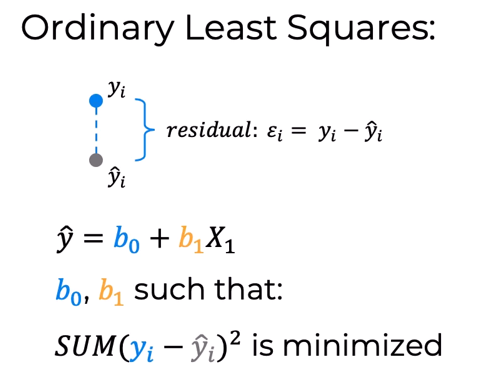 Ordinary Least Squares:
yᵢ
residual: εᵢ = yᵢ − ŷᵢ
ŷᵢ
ŷ = b₀ + b₁X₁
b₀, b₁ such that:
SUM(yᵢ − ŷᵢ)² is minimized